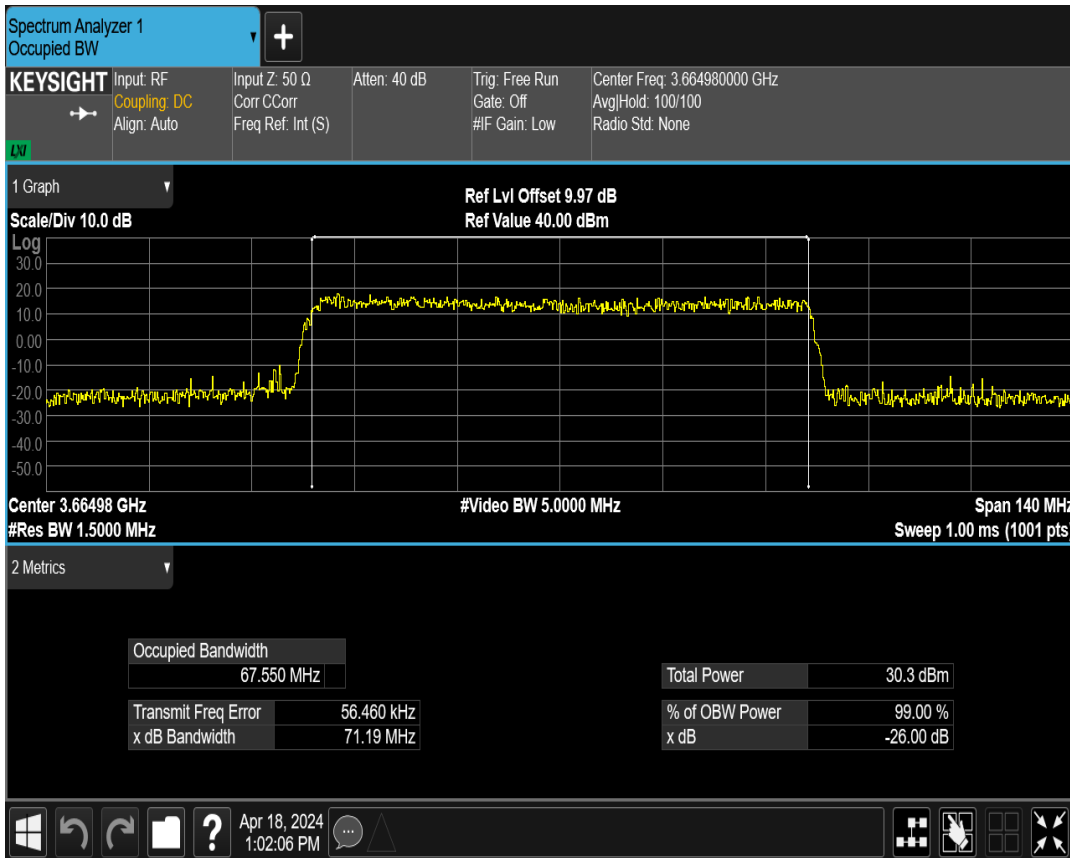 Spectrum Analyzer 1
Occupied BW
+
KEYSIGHT
LXI
Input: RF
Coupling: DC
Align: Auto
Input Z: 50 Ω
Corr CCorr
Freq Ref: Int (S)
Atten: 40 dB
Trig: Free Run
Gate: Off
#IF Gain: Low
Center Freq: 3.664980000 GHz
Avg|Hold: 100/100
Radio Std: None
1 Graph
Scale/Div 10.0 dB
Ref Lvl Offset 9.97 dB
Ref Value 40.00 dBm
Log
30.0
20.0
10.0
0.00
-10.0
-20.0
-30.0
-40.0
-50.0
Center 3.66498 GHz
#Video BW 5.0000 MHz
Span 140 MHz
#Res BW 1.5000 MHz
Sweep 1.00 ms (1001 pts)
2 Metrics
Occupied Bandwidth
67.550 MHz
Transmit Freq Error 56.460 kHz
x dB Bandwidth 71.19 MHz
Total Power 30.3 dBm
% of OBW Power 99.00 %
x dB -26.00 dB
?
Apr 18, 2024
1:02:06 PM